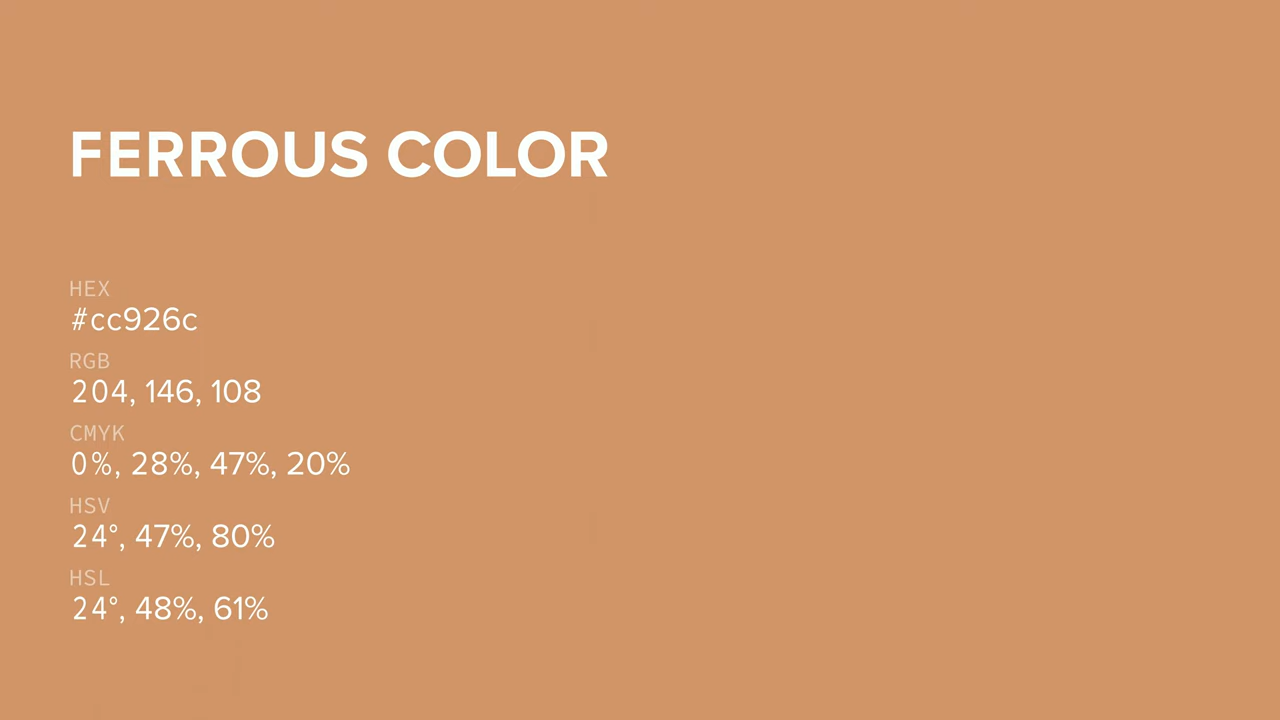 FERROUS COLOR
HEX
#cc926c
RGB
204, 146, 108
CMYK
0%, 28%, 47%, 20%
HSV
24°, 47%, 80%
HSL
24°, 48%, 61%